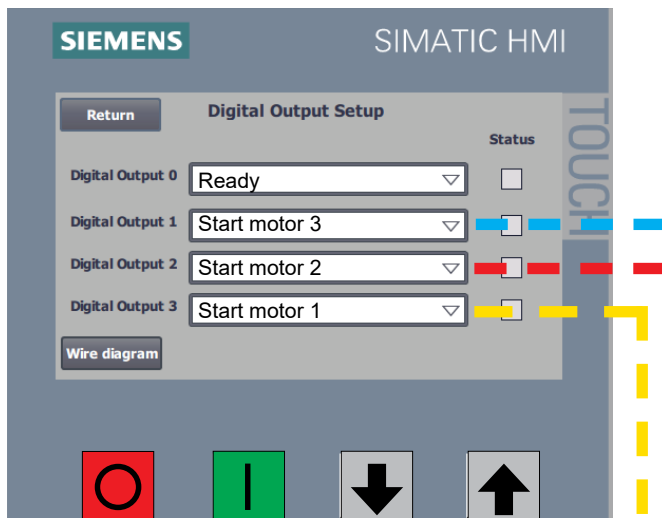 SIEMENS
SIMATIC HMI
TOUCH
Return
Digital Output Setup
Status
Digital Output 0
Ready
Digital Output 1
Start motor 3
Digital Output 2
Start motor 2
Digital Output 3
Start motor 1
Wire diagram